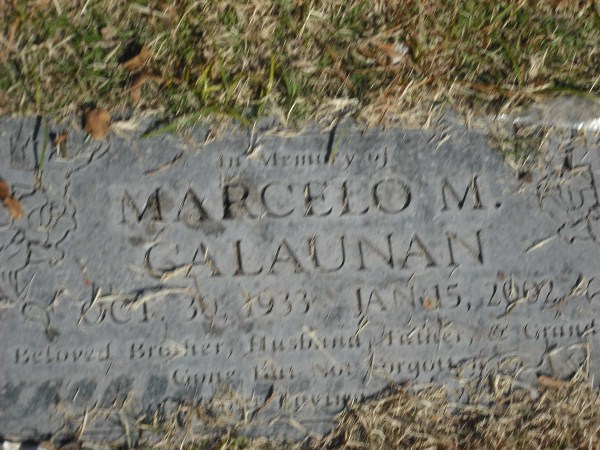 In Memory of
MARCELO M.
GALAUNAN
OCT. 30, 1933 JAN. 15, 2002
Beloved Brother, Husband, Father, & Grand
Gone But Not Forgotten